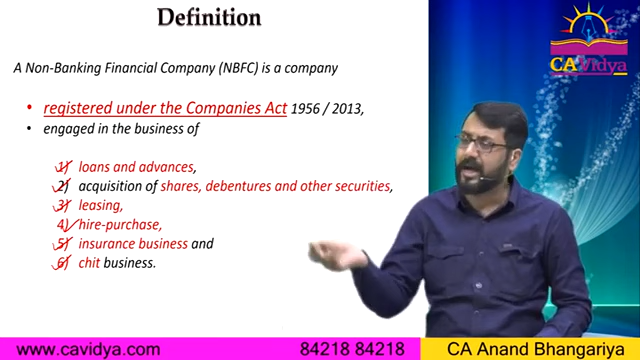 Definition
A Non-Banking Financial Company (NBFC) is a company
• registered under the Companies Act 1956 / 2013,
• engaged in the business of
1) loans and advances,
2) acquisition of shares, debentures and other securities,
3) leasing,
4) hire-purchase,
5) insurance business and
6) chit business.
CAVidya
www.cavidya.com
84218 84218
CA Anand Bhangariya